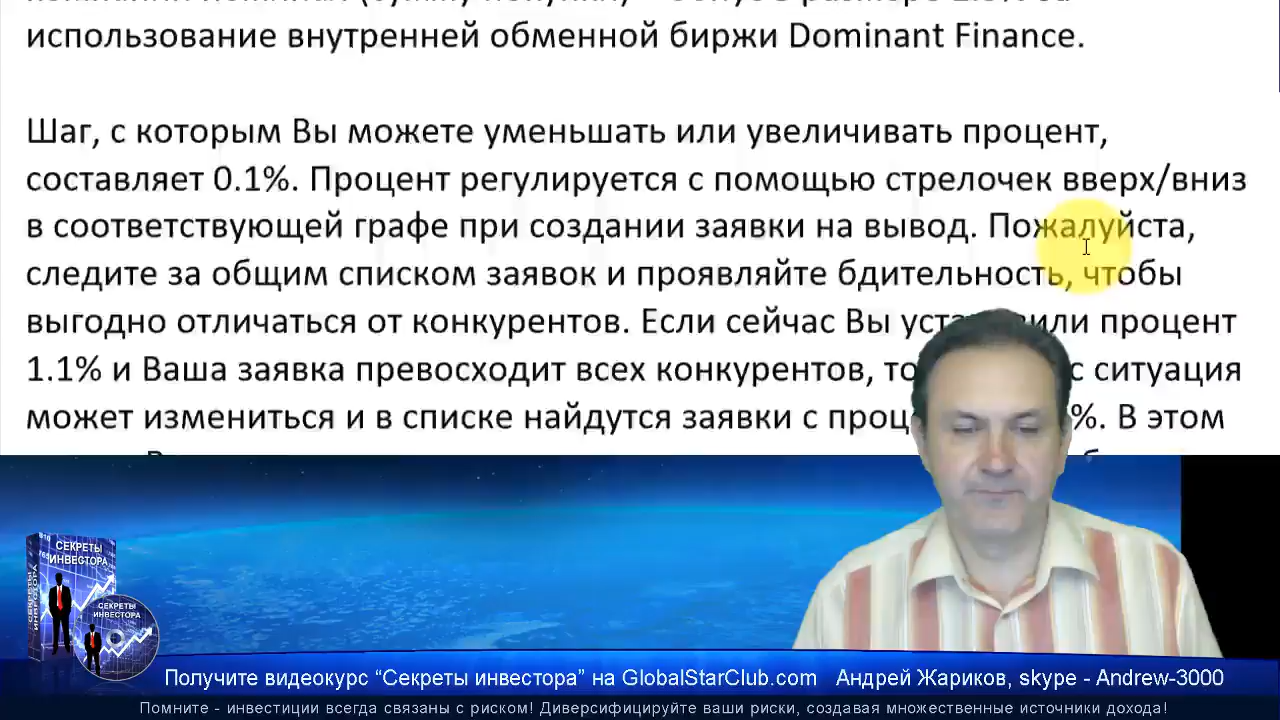 использование внутренней обменной биржи Dominant Finance.
Шаг, с которым Вы можете уменьшать или увеличивать процент,
составляет 0.1%. Процент регулируется с помощью стрелочек вверх/вниз
в соответствующей графе при создании заявки на вывод. Пожалуйста,
следите за общим списком заявок и проявляйте бдительность, чтобы
выгодно отличаться от конкурентов. Если сейчас Вы установили процент
1.1% и Ваша заявка превосходит всех конкурентов, то с ситуация
может измениться и в списке найдутся заявки с проц %. В этом
СЕКРЕТЫ
ИНВЕСТОРА
СЕКРЕТЫ
ИНВЕСТОРА
Получите видеокурс “Секреты инвестора” на GlobalStarClub.com Андрей Жариков, skype - Andrew-3000
Помните - инвестиции всегда связаны с риском! Диверсифицируйте ваши риски, создавая множественные источники дохода!